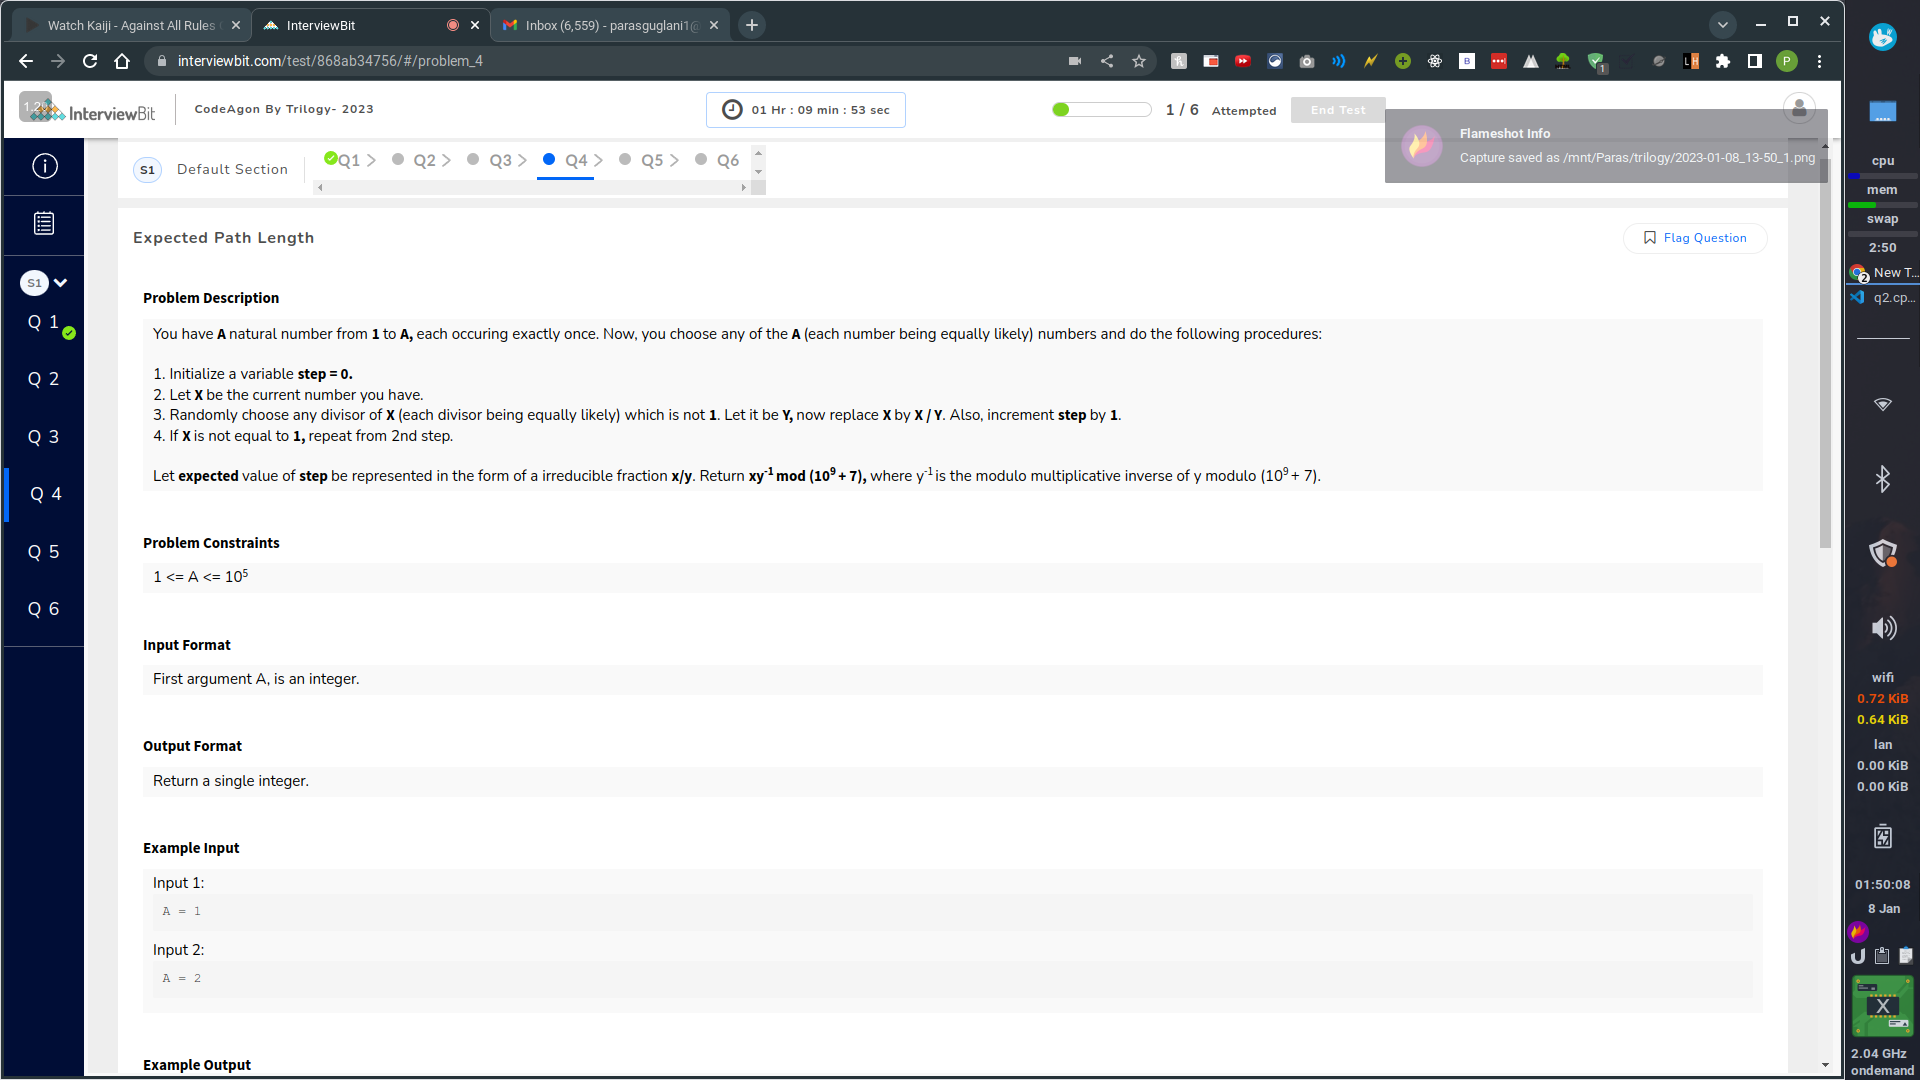 Watch Kaiji - Against All Rules
InterviewBit
Inbox (6,559) - parasguglani1@
interviewbit.com/test/868ab34756/#/problem_4
InterviewBit
CodeAgon By Trilogy- 2023
01 Hr : 09 min : 53 sec
1 / 6 Attempted
End Test
Flameshot Info
Capture saved as /mnt/Paras/trilogy/2023-01-08_13-50_1.png
S1 Default Section
Q1 Q2 Q3 Q4 Q5 Q6
S1
Q 1
Q 2
Q 3
Q 4
Q 5
Q 6
Expected Path Length
Flag Question
Problem Description
You have A natural number from 1 to A, each occuring exactly once. Now, you choose any of the A (each number being equally likely) numbers and do the following procedures:
1. Initialize a variable step = 0.
2. Let X be the current number you have.
3. Randomly choose any divisor of X (each divisor being equally likely) which is not 1. Let it be Y, now replace X by X / Y. Also, increment step by 1.
4. If X is not equal to 1, repeat from 2nd step.
Let expected value of step be represented in the form of a irreducible fraction x/y. Return xy⁻¹ mod (10⁹ + 7), where y⁻¹ is the modulo multiplicative inverse of y modulo (10⁹ + 7).
Problem Constraints
1 <= A <= 10⁵
Input Format
First argument A, is an integer.
Output Format
Return a single integer.
Example Input
Input 1:
A = 1
Input 2:
A = 2
Example Output
cpu
mem
swap
2:50
New T...
q2.cp...
wifi
0.72 KiB
0.64 KiB
lan
0.00 KiB
0.00 KiB
01:50:08
8 Jan
X
2.04 GHz
ondemand